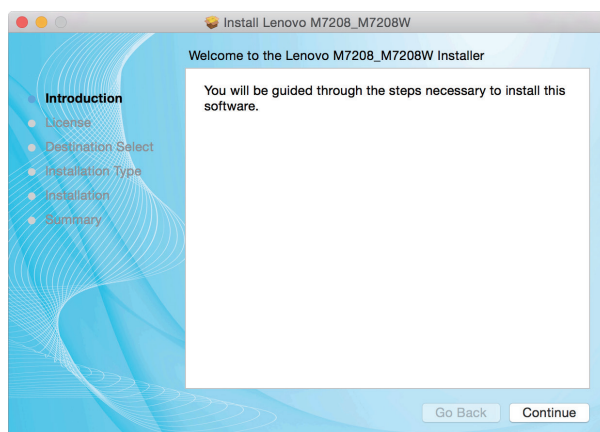 Install Lenovo M7208_M7208W
Welcome to the Lenovo M7208_M7208W Installer
Introduction
License
Destination Select
Installation Type
Installation
Summary
You will be guided through the steps necessary to install this
software.
Go Back
Continue